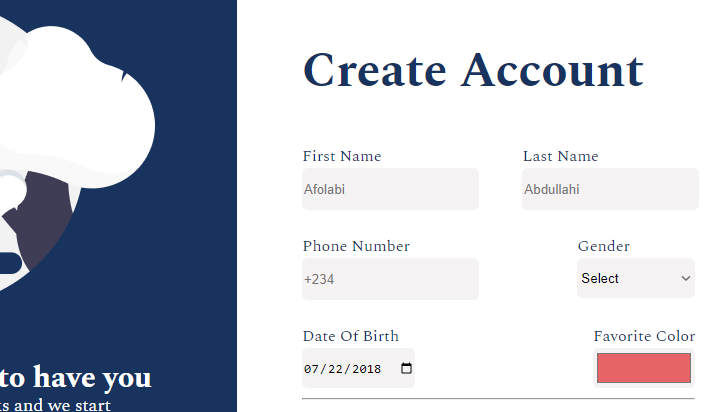 Create Account
First Name Last Name
Afolabi Abdullahi
Phone Number Gender
+234 Select
Date Of Birth Favorite Color
07/22/2018
to have you
and we start